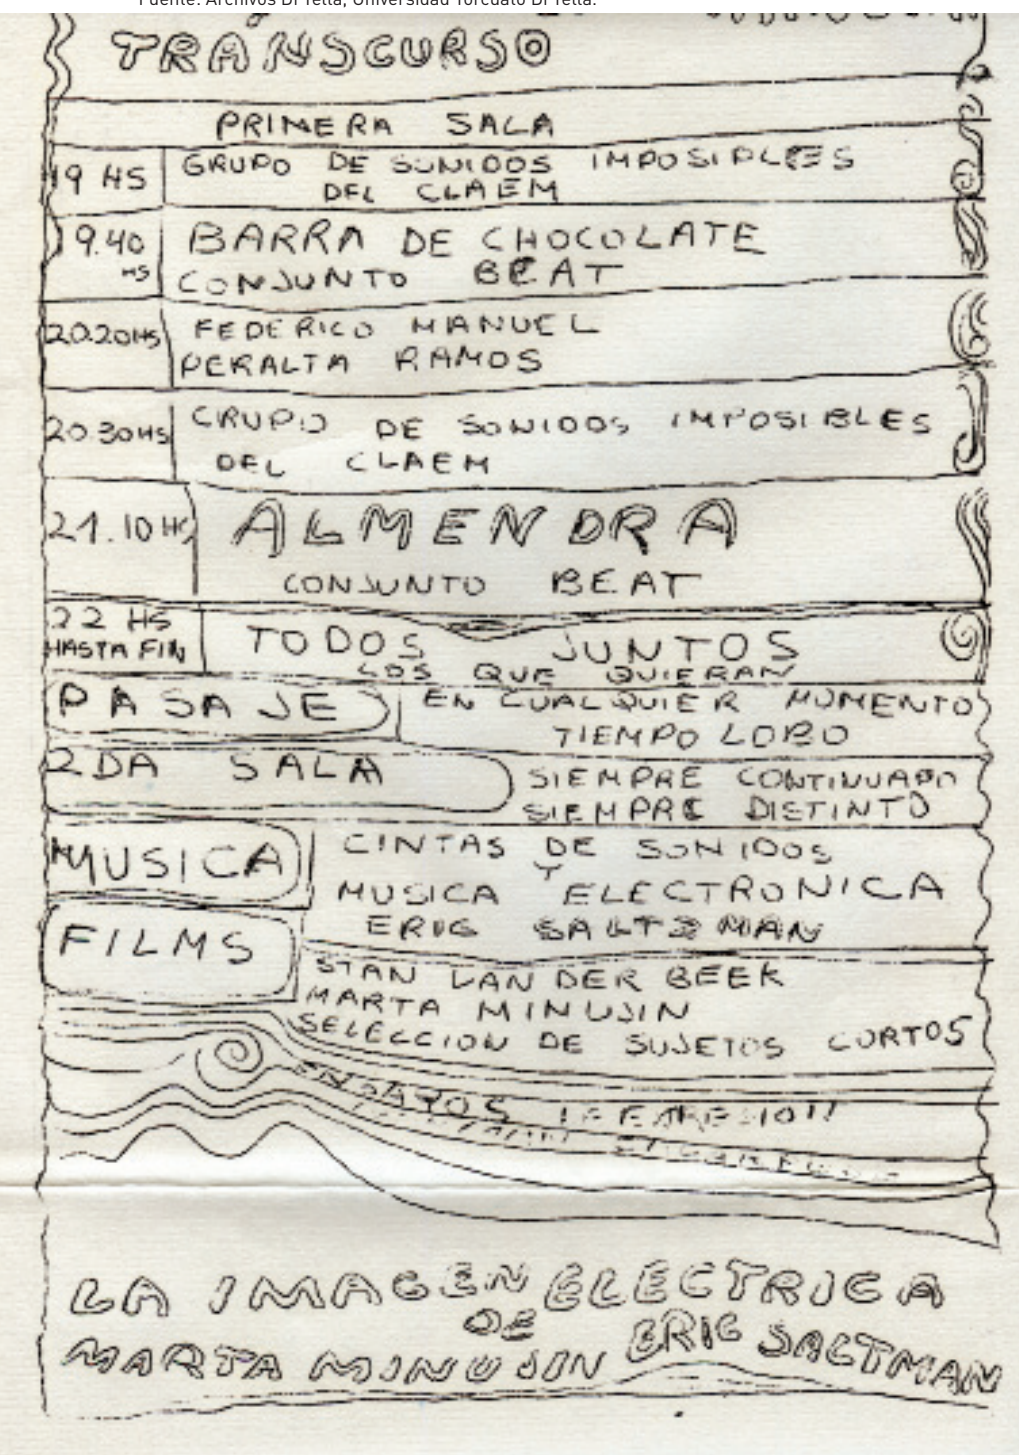 Fuente: Archivos Di Tella, Universidad Torcuato Di Tella.
TRANSCURSO
PRIMERA SALA
19 HS GRUPO DE SONIDOS IMPOSIBLES
DEL CLAEM
19.40 HS BARRA DE CHOCOLATE
CONJUNTO BEAT
20.20HS FEDERICO MANUEL
PERALTA RAMOS
20.30HS GRUPO DE SONIDOS IMPOSIBLES
DEL CLAEM
21.10 HS ALMENDRA
CONJUNTO BEAT
22 HS
HASTA FIN TODOS JUNTOS
LOS QUE QUIERAN
PASAJE EN CUALQUIER MOMENTO
TIEMPO LOBO
2DA SALA SIEMPRE CONTINUADO
SIEMPRE DISTINTO
MUSICA CINTAS DE SONIDOS
Y
MUSICA ELECTRONICA
ERIC SALTZMAN
FILMS STAN VAN DER BEEK
MARTA MINUJIN
SELECCION DE SUJETOS CORTOS
LA IMAGEN ELECTRICA
DE
MARTA MINUJIN ERIC SALTMAN